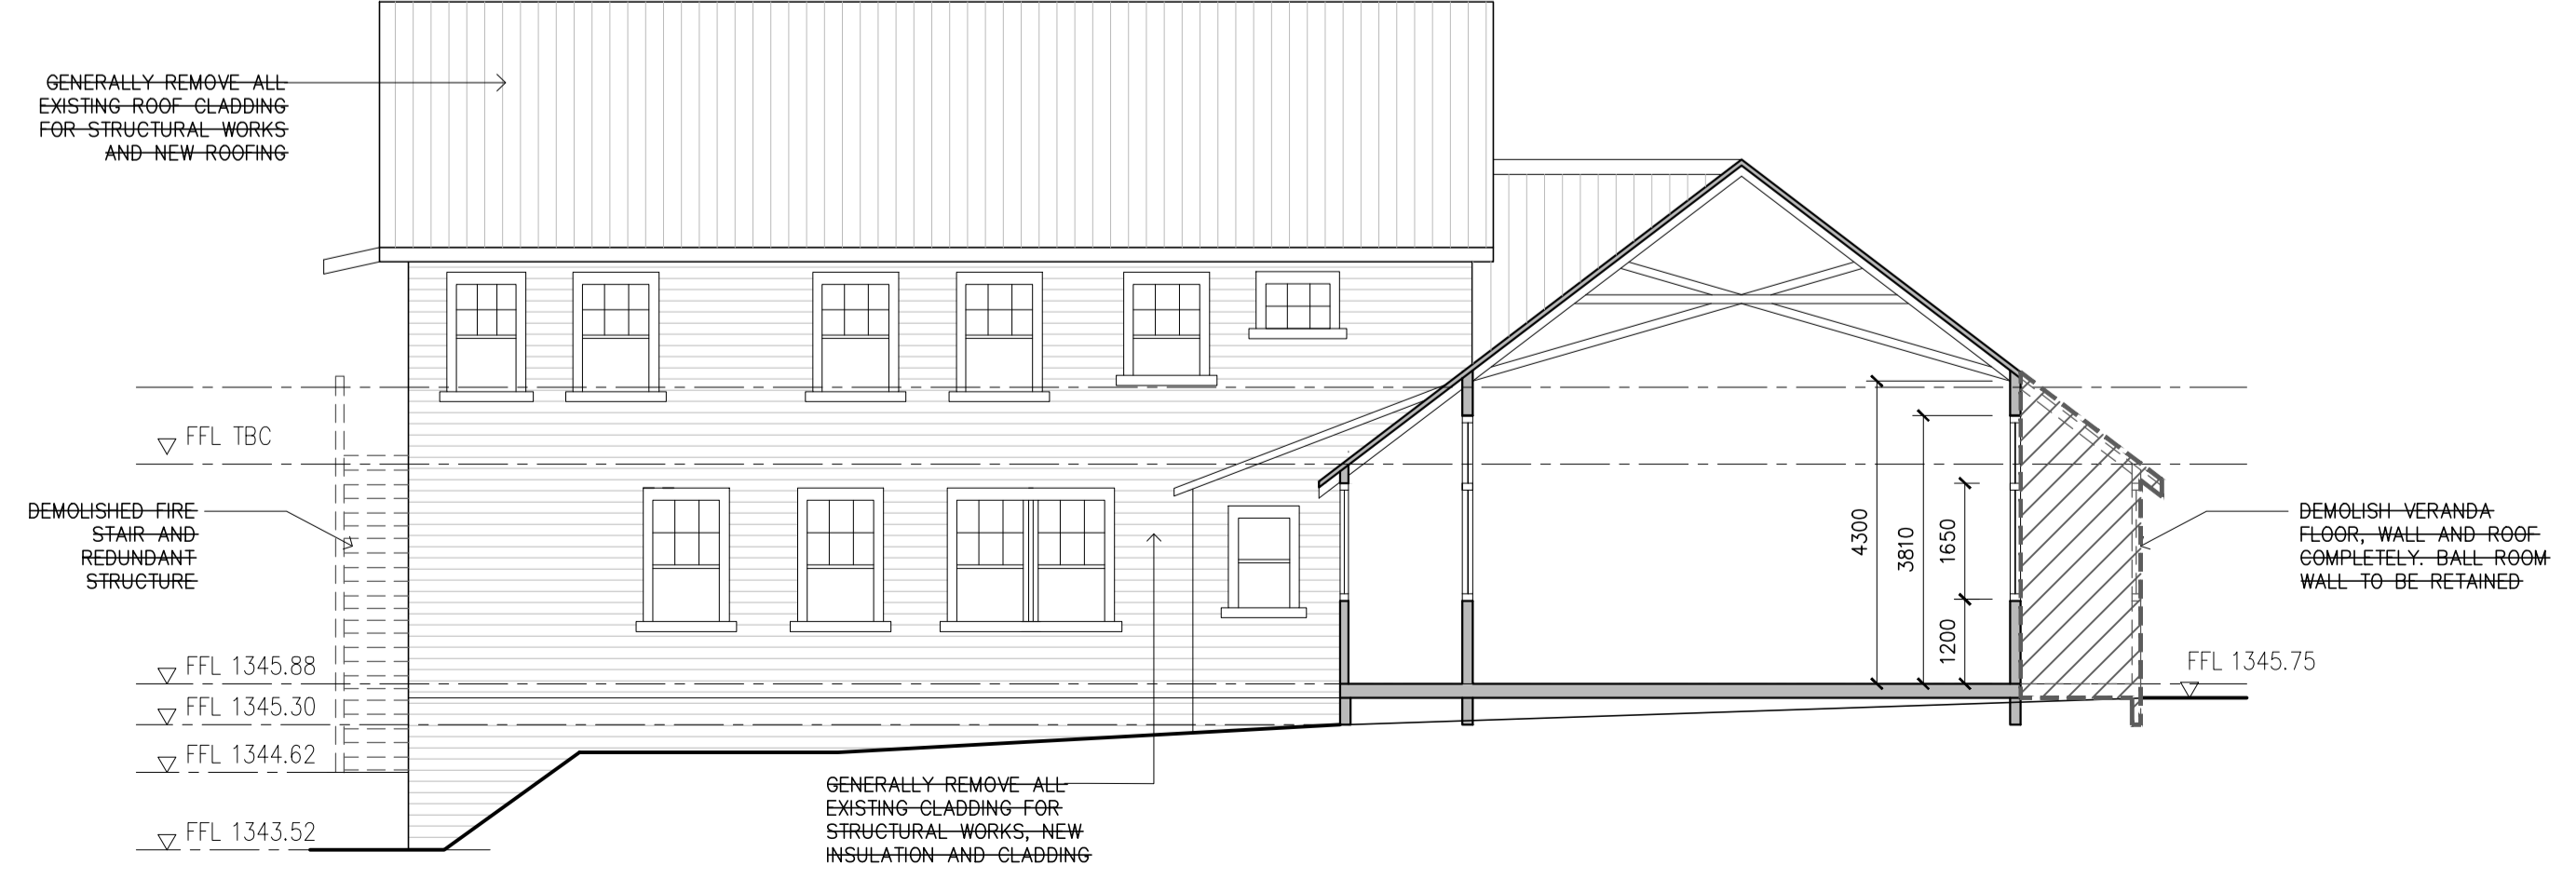 GENERALLY REMOVE ALL
EXISTING ROOF CLADDING
FOR STRUCTURAL WORKS
AND NEW ROOFING
FFL TBC
DEMOLISHED FIRE
STAIR AND
REDUNDANT
STRUCTURE
FFL 1345.88
FFL 1345.30
FFL 1344.62
FFL 1343.52
GENERALLY REMOVE ALL
EXISTING CLADDING FOR
STRUCTURAL WORKS, NEW
INSULATION AND CLADDING
4300
3810
1650
1200
DEMOLISH VERANDA
FLOOR, WALL AND ROOF
COMPLETELY. BALL ROOM
WALL TO BE RETAINED
FFL 1345.75